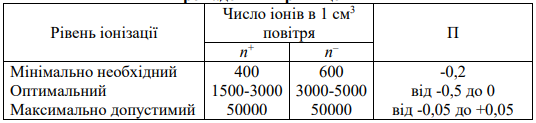 Рівень іонізації Число іонів в 1 см³ повітря П
n⁺ n⁻
Мінімально необхідний 400 600 -0,2
Оптимальний 1500-3000 3000-5000 від -0,5 до 0
Максимально допустимий 50000 50000 від -0,05 до +0,05